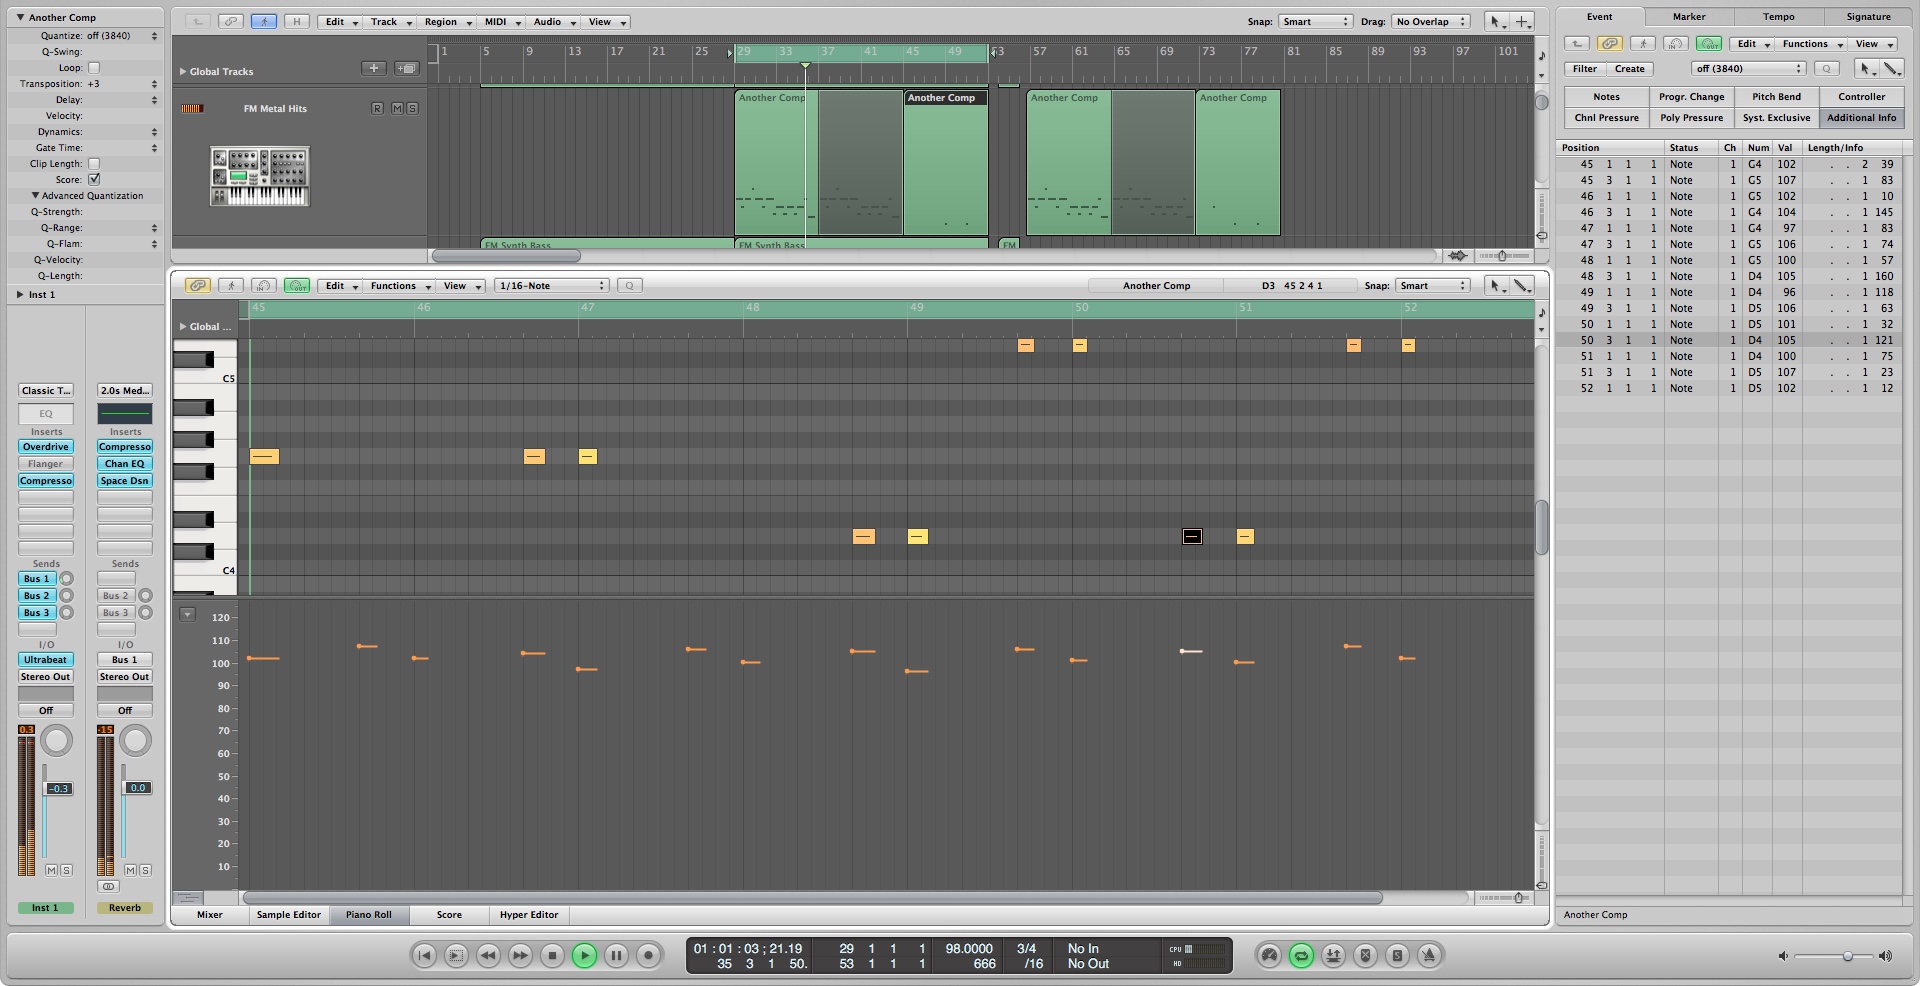 Another Comp
Quantize: off (3840)
Q-Swing:
Loop:
Transposition: +3
Delay:
Velocity:
Dynamics:
Gate Time:
Clip Length:
Score:
Advanced Quantization
Q-Strength:
Q-Range:
Q-Flam:
Q-Velocity:
Q-Length:
Inst 1
Classic T... 2.0s Med...
EQ
Inserts Inserts
Overdrive Compresso
Flanger Chan EQ
Compresso Space Dsn
Sends Sends
Bus 1
Bus 2 Bus 2
Bus 3 Bus 3
I/O I/O
Ultrabeat Bus 1
Stereo Out Stereo Out
Off Off
0.3 -15
-0.3 0.0
M S M S
Inst 1 Reverb
H Edit Track Region MIDI Audio View Snap: Smart Drag: No Overlap
1 5 9 13 17 21 25 29 33 37 41 45 49 53 57 61 65 69 73 77 81 85 89 93 97 101
Global Tracks
FM Metal Hits R M S
Another Comp Another Comp Another Comp Another Comp
FM Synth Bass FM Synth Bass FM
Edit Functions View 1/16-Note Q Another Comp D3 45 2 4 1 Snap: Smart
45 46 47 48 49 50 51 52
Global ...
C5
C4
120
110
100
90
80
70
60
50
40
30
20
10
Mixer Sample Editor Piano Roll Score Hyper Editor
Event Marker Tempo Signature
IN OUT Edit Functions View
Filter Create off (3840) Q
Notes Progr. Change Pitch Bend Controller
Chnl Pressure Poly Pressure Syst. Exclusive Additional Info
Position Status Ch Num Val Length/Info
45 1 1 1 Note 1 G4 102 . . 2 39
45 3 1 1 Note 1 G5 107 . . 1 83
46 1 1 1 Note 1 G5 102 . . 1 10
46 3 1 1 Note 1 G4 104 . . 1 145
47 1 1 1 Note 1 G4 97 . . 1 83
47 3 1 1 Note 1 G5 106 . . 1 74
48 1 1 1 Note 1 G5 100 . . 1 57
48 3 1 1 Note 1 D4 105 . . 1 160
49 1 1 1 Note 1 D4 96 . . 1 118
49 3 1 1 Note 1 D5 106 . . 1 63
50 1 1 1 Note 1 D5 101 . . 1 32
50 3 1 1 Note 1 D4 105 . . 1 121
51 1 1 1 Note 1 D4 100 . . 1 75
51 3 1 1 Note 1 D5 107 . . 1 23
52 1 1 1 Note 1 D5 102 . . 1 12
Another Comp
01 : 01 : 03 ; 21.19 29 1 1 1 98.0000 3/4 No In CPU
35 3 1 50. 53 1 1 1 666 /16 No Out HD
S